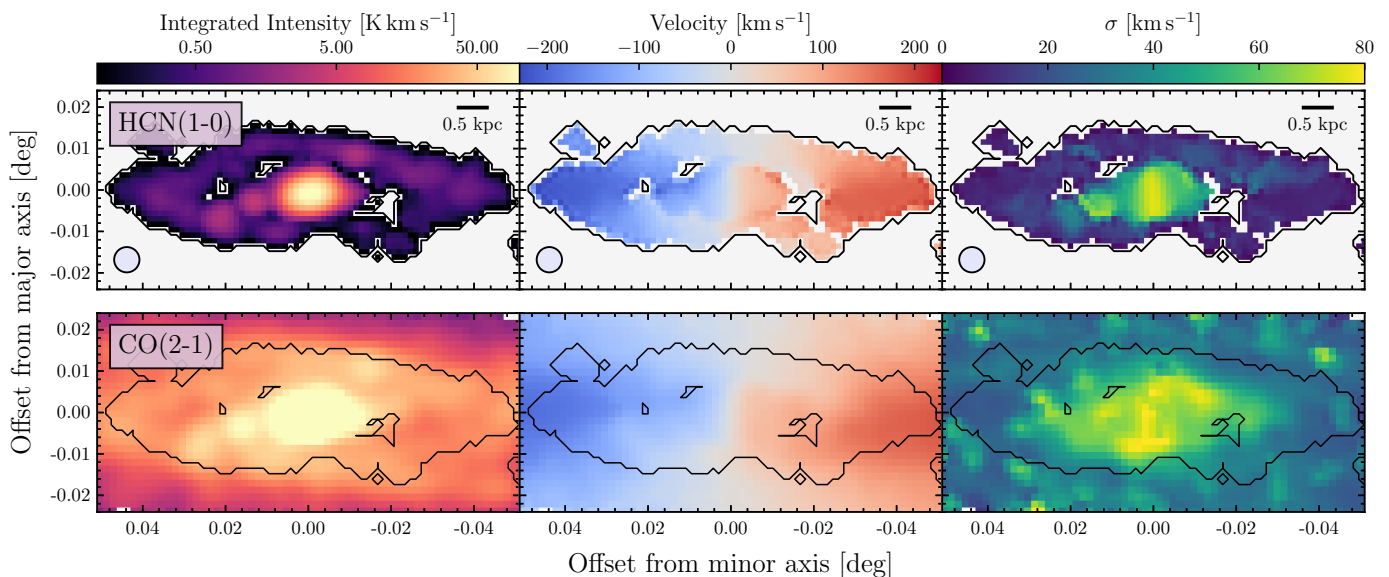 Integrated Intensity [K km s⁻¹] Velocity [km s⁻¹] σ [km s⁻¹]
0.50 5.00 50.00 −200 −100 0 100 200 0 20 40 60 80
HCN(1-0)
0.5 kpc 0.5 kpc 0.5 kpc
0.02
0.01
0.00
-0.01
-0.02
CO(2-1)
0.02
0.01
0.00
-0.01
-0.02
0.04 0.02 0.00 -0.02 -0.04 0.04 0.02 0.00 -0.02 -0.04 0.04 0.02 0.00 -0.02 -0.04
Offset from major axis [deg]
Offset from minor axis [deg]